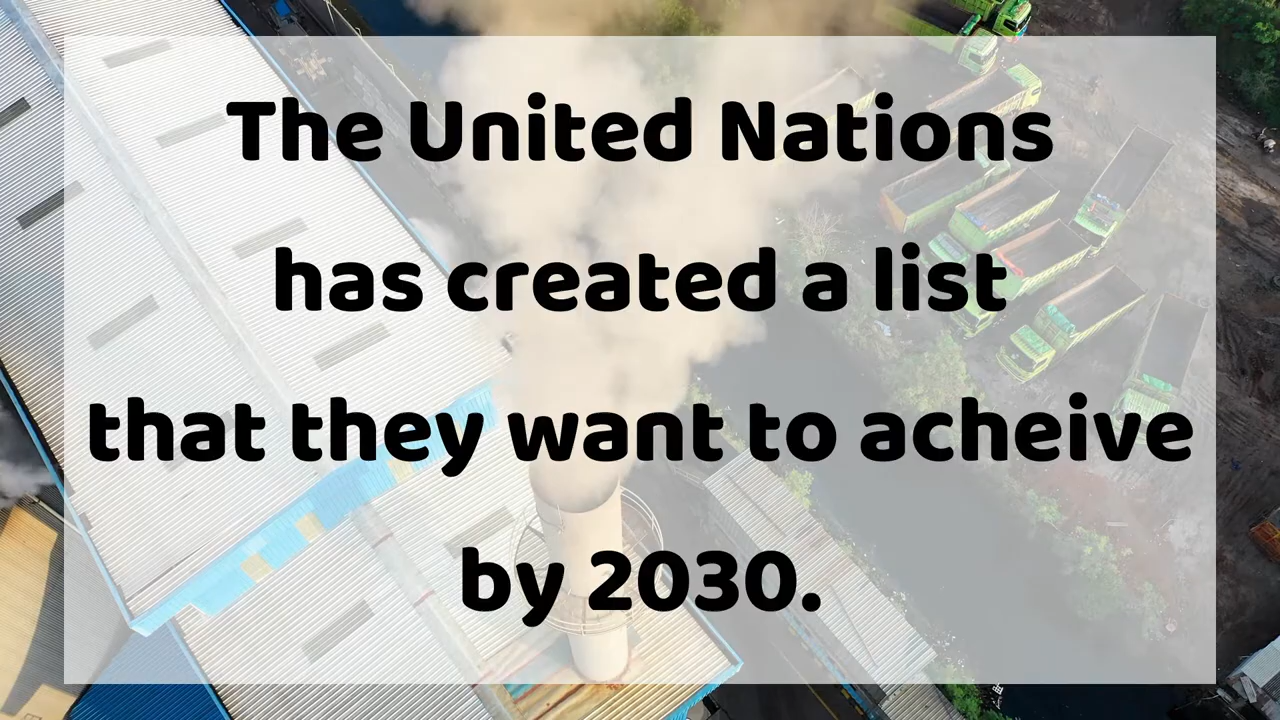 The United Nations
has created a list
that they want to acheive
by 2030.